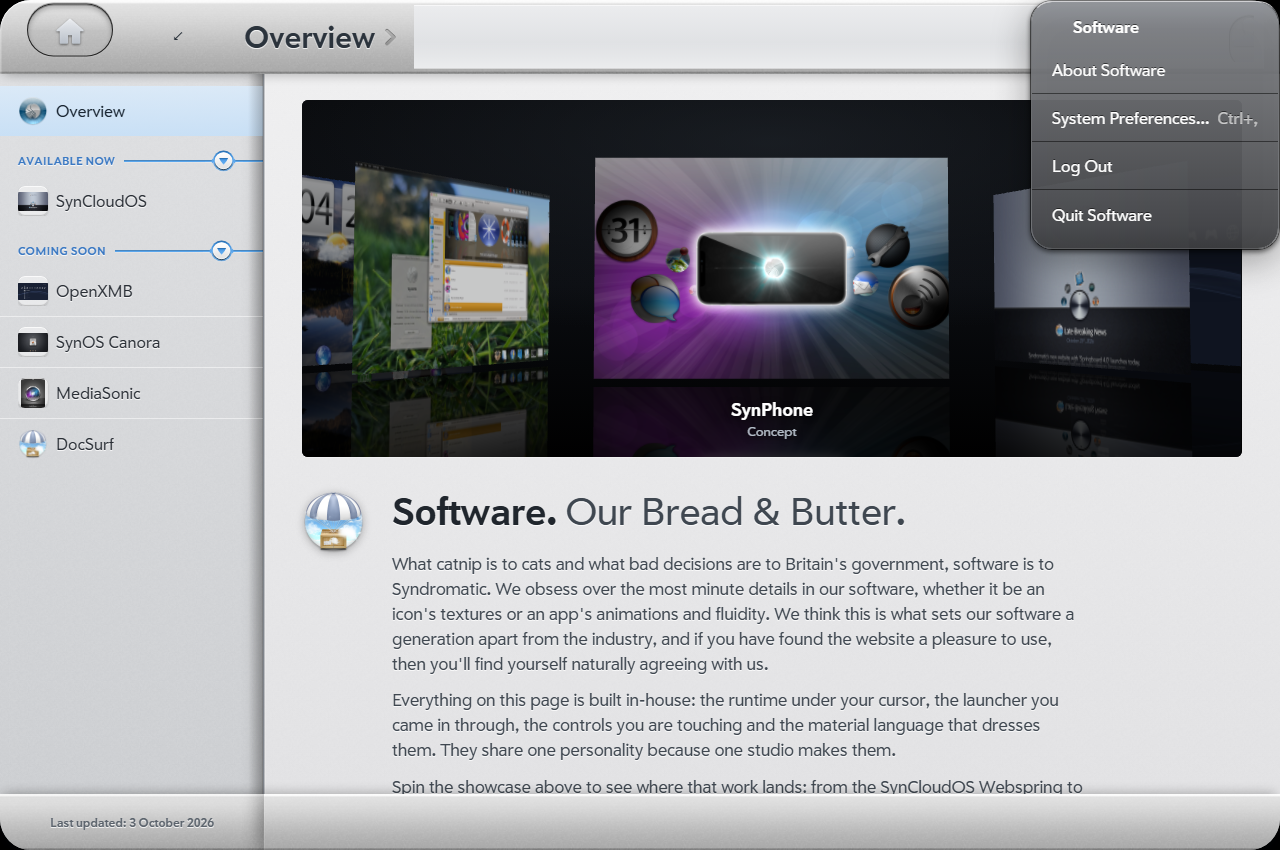 Overview
Software
About Software
System Preferences... Ctrl+,
Log Out
Quit Software
Overview
AVAILABLE NOW
SynCloudOS
COMING SOON
OpenXMB
SynOS Canora
MediaSonic
DocSurf
04
31
Late-Breaking News
SynPhone
Concept
Software. Our Bread & Butter.
What catnip is to cats and what bad decisions are to Britain's government, software is to
Syndromatic. We obsess over the most minute details in our software, whether it be an
icon's textures or an app's animations and fluidity. We think this is what sets our software a
generation apart from the industry, and if you have found the website a pleasure to use,
then you'll find yourself naturally agreeing with us.
Everything on this page is built in-house: the runtime under your cursor, the launcher you
came in through, the controls you are touching and the material language that dresses
them. They share one personality because one studio makes them.
Spin the showcase above to see where that work lands: from the SynCloudOS Webspring to
Last updated: 3 October 2026